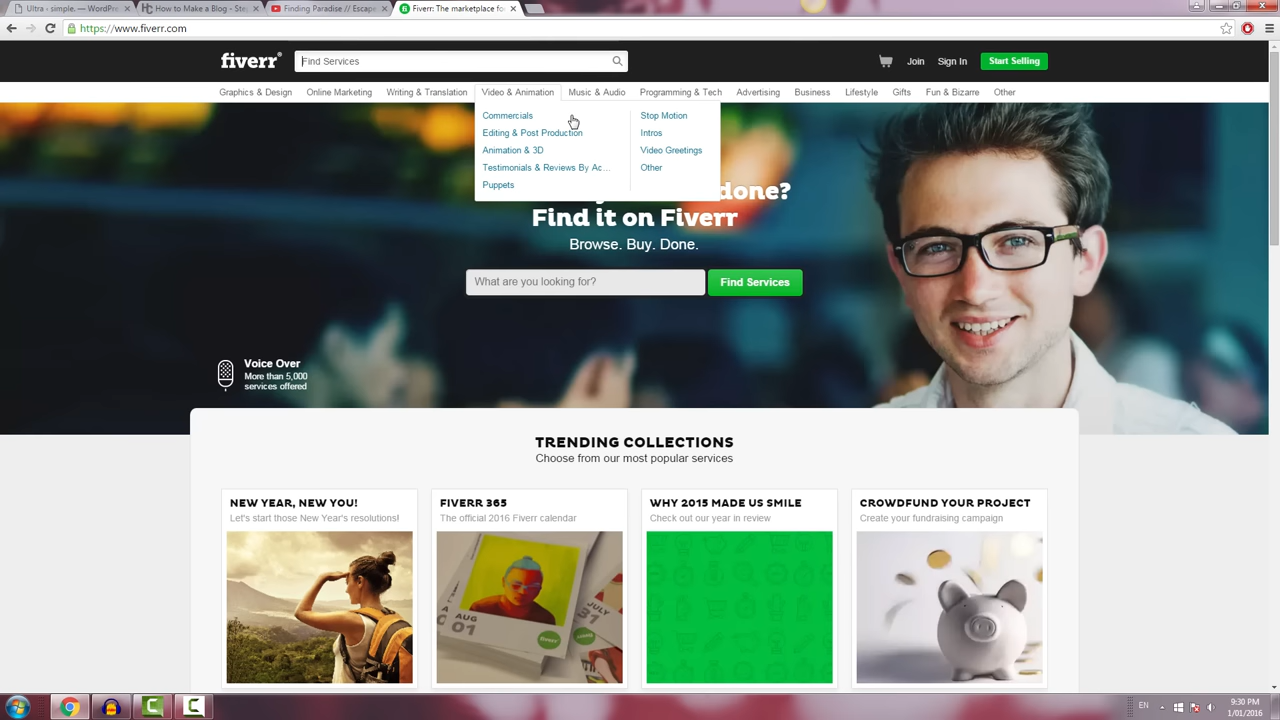 Ultra - simple. — WordPre
How to Make a Blog - Step
Finding Paradise // Escape
Fiverr: The marketplace for
https://www.fiverr.com
fiverr®
Find Services
Join
Sign In
Start Selling
Graphics & Design
Online Marketing
Writing & Translation
Video & Animation
Music & Audio
Programming & Tech
Advertising
Business
Lifestyle
Gifts
Fun & Bizarre
Other
Commercials
Editing & Post Production
Animation & 3D
Testimonials & Reviews By Ac...
Puppets
Stop Motion
Intros
Video Greetings
Other
done?
Find it on Fiverr
Browse. Buy. Done.
What are you looking for?
Find Services
Voice Over
More than 5,000
services offered
TRENDING COLLECTIONS
Choose from our most popular services
NEW YEAR, NEW YOU!
Let's start those New Year's resolutions!
FIVERR 365
The official 2016 Fiverr calendar
AUG
01
JULY
31
WHY 2015 MADE US SMILE
Check out our year in review
CROWDFUND YOUR PROJECT
Create your fundraising campaign
EN
9:30 PM
1/01/2016